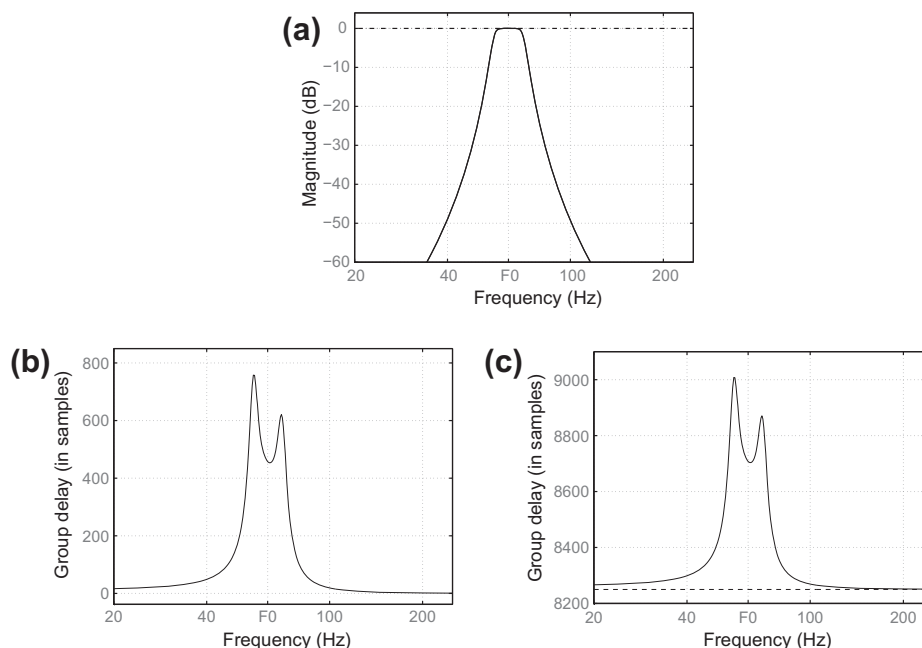 (a)
Magnitude (dB)
0
−10
−20
−30
−40
−50
−60
20 40 F0 100 200
Frequency (Hz)
(b)
Group delay (in samples)
800
600
400
200
0
20 40 F0 100 200
Frequency (Hz)
(c)
Group delay (in samples)
9000
8800
8600
8400
8200
20 40 F0 100 200
Frequency (Hz)